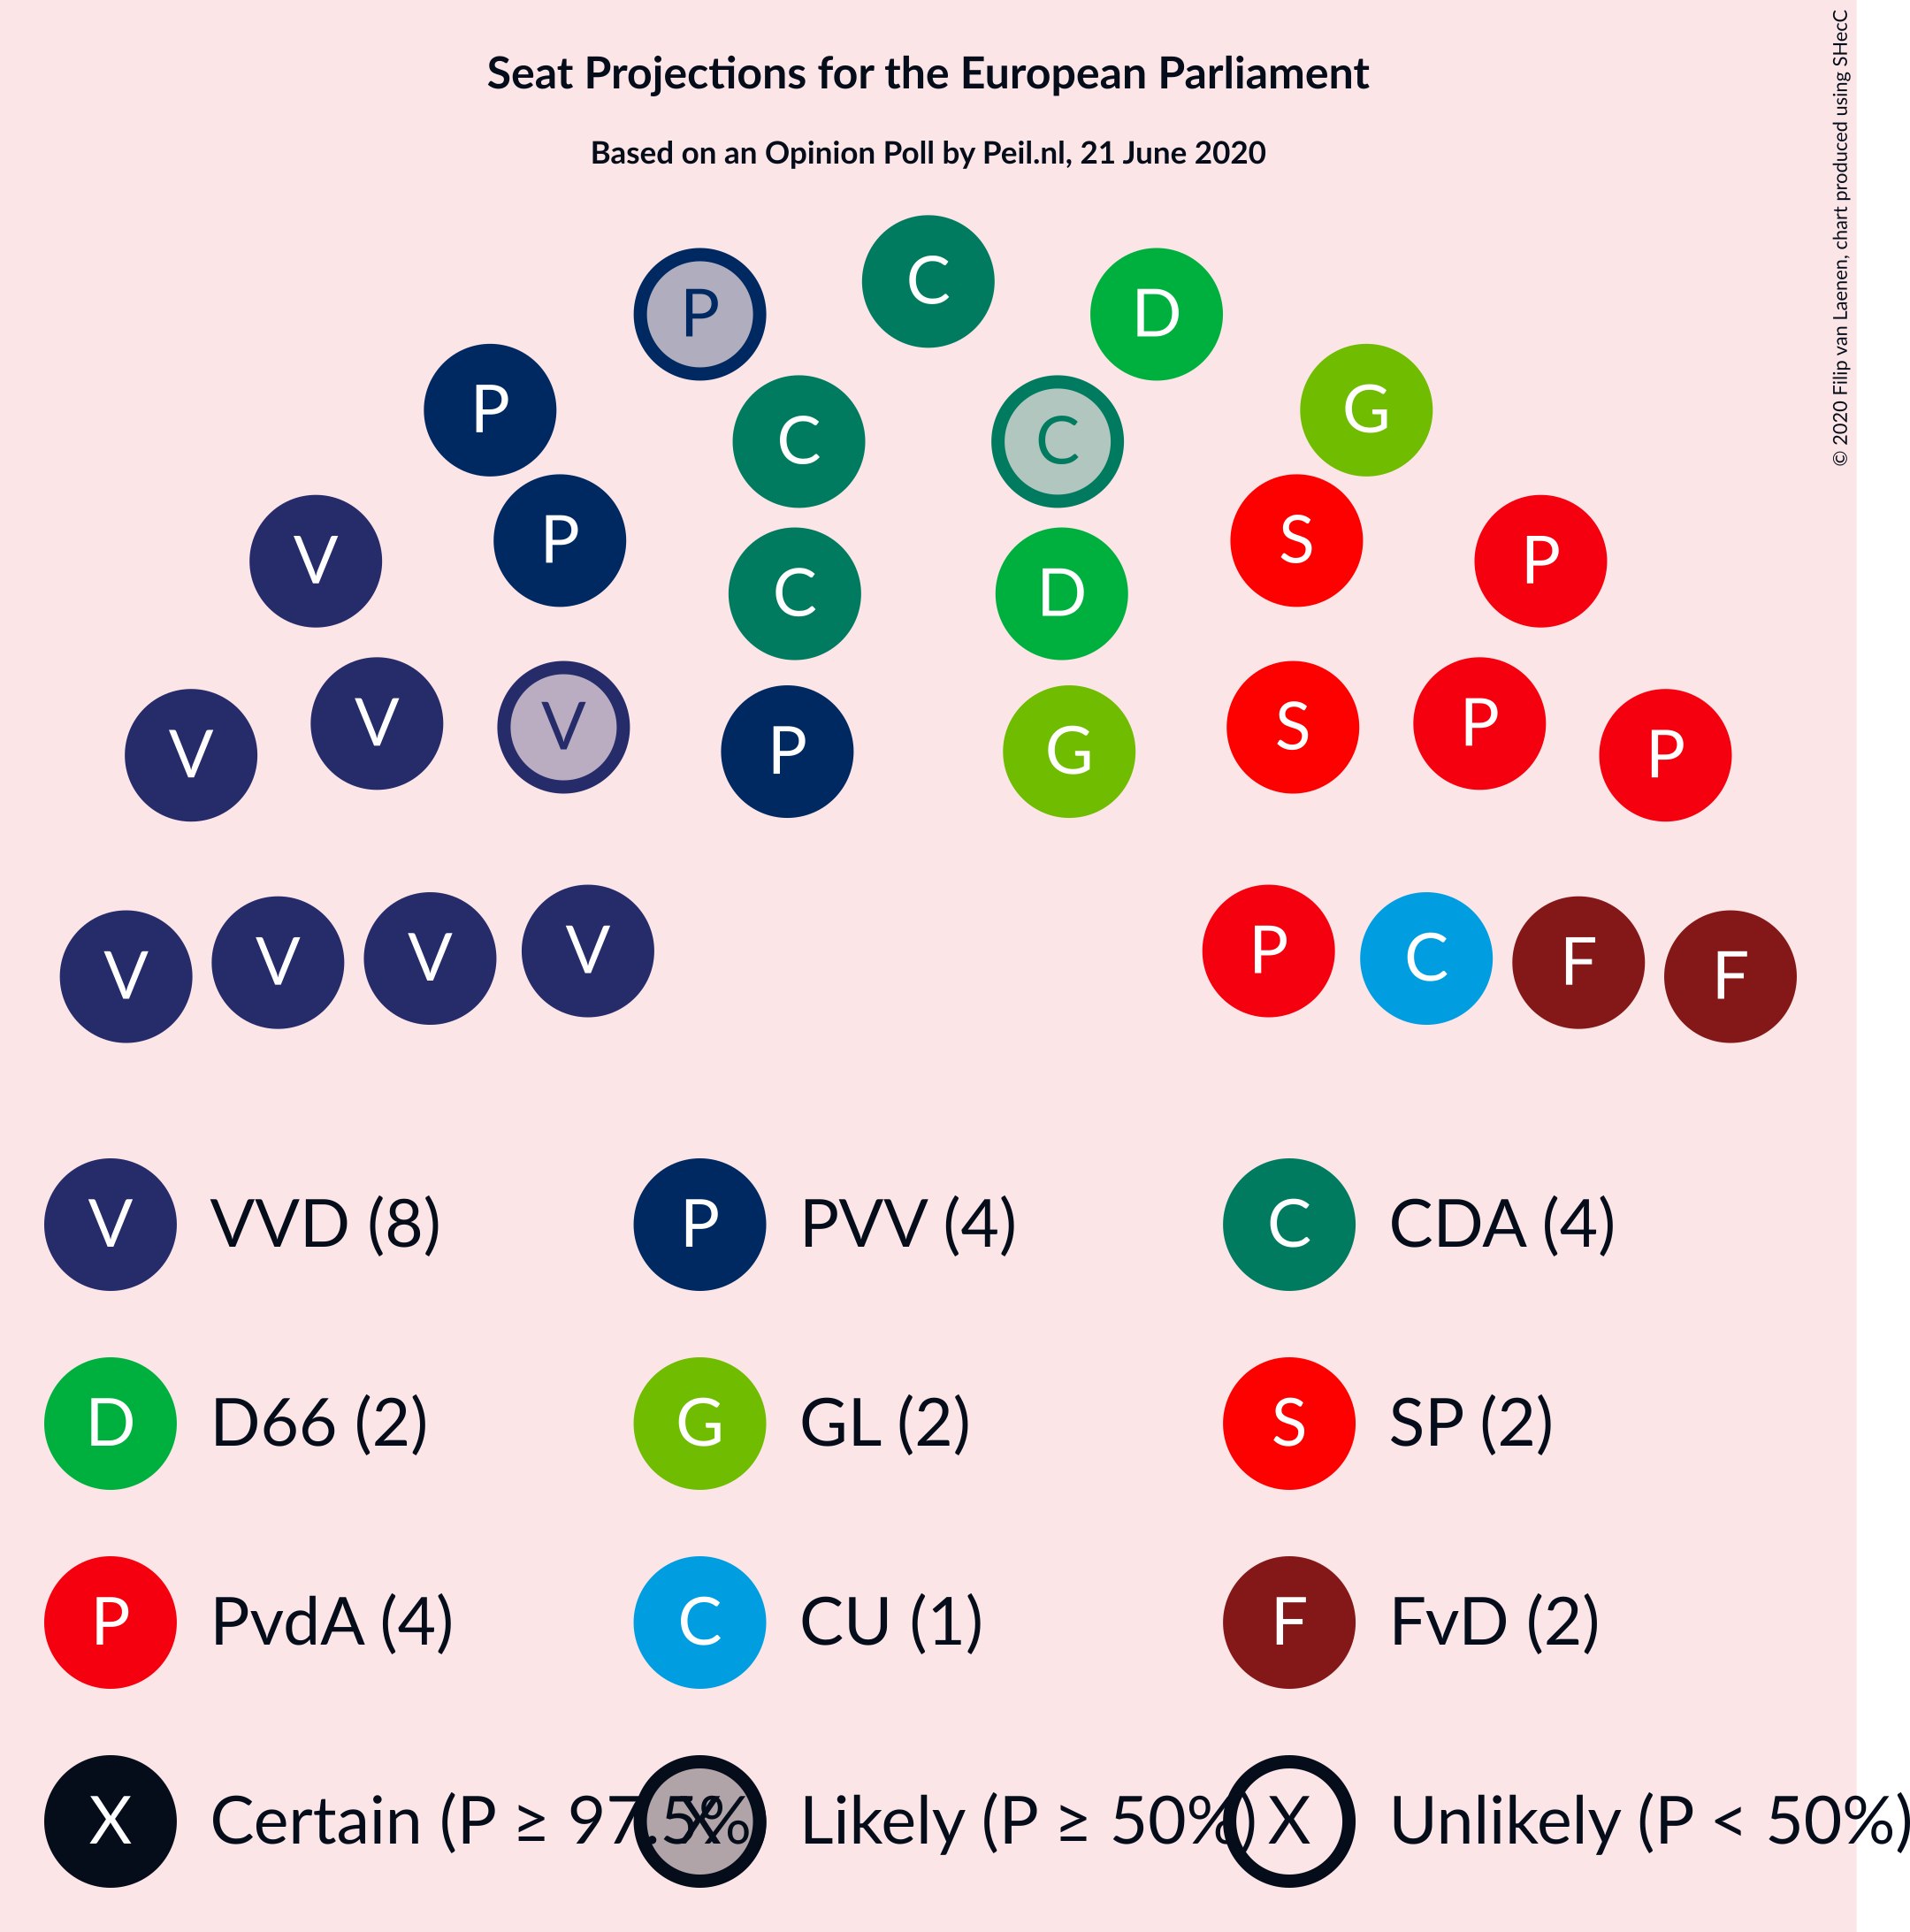 Seat Projections for the European Parliament
Based on an Opinion Poll by Peil.nl, 21 June 2020
© 2020 Filip van Laenen, chart produced using SHecC
C
P D
P G
C C
P S
V P
C D
V V P G S P P
V
V V V V P C F F
V VVD (8) P PVV (4) C CDA (4)
D D66 (2) G GL (2) S SP (2)
P PvdA (4) C CU (1) F FvD (2)
X Certain (P ≥ 97.5%) X Likely (P ≥ 50%) X Unlikely (P < 50%)